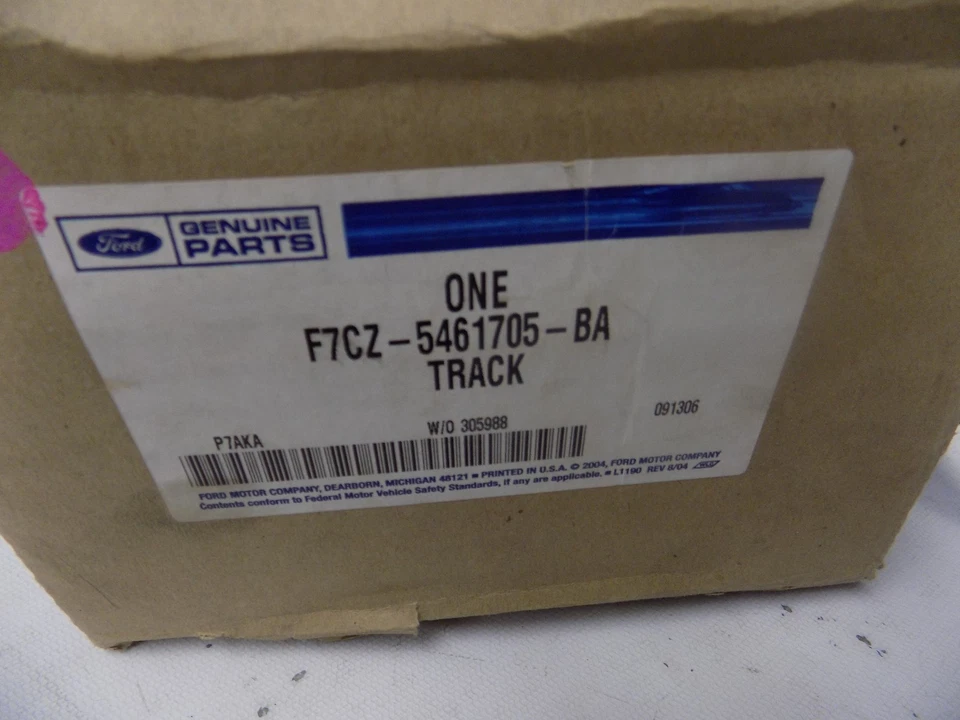 Ford GENUINE PARTS
ONE
F7CZ-5461705-BA
TRACK
P7AKA W/O 305988 091306
FORD MOTOR COMPANY, DEARBORN, MICHIGAN 48121 ■ PRINTED IN U.S.A. © 2004, FORD MOTOR COMPANY
Contents conform to Federal Motor Vehicle Safety Standards, if any are applicable. ■ L1190 REV 8/04